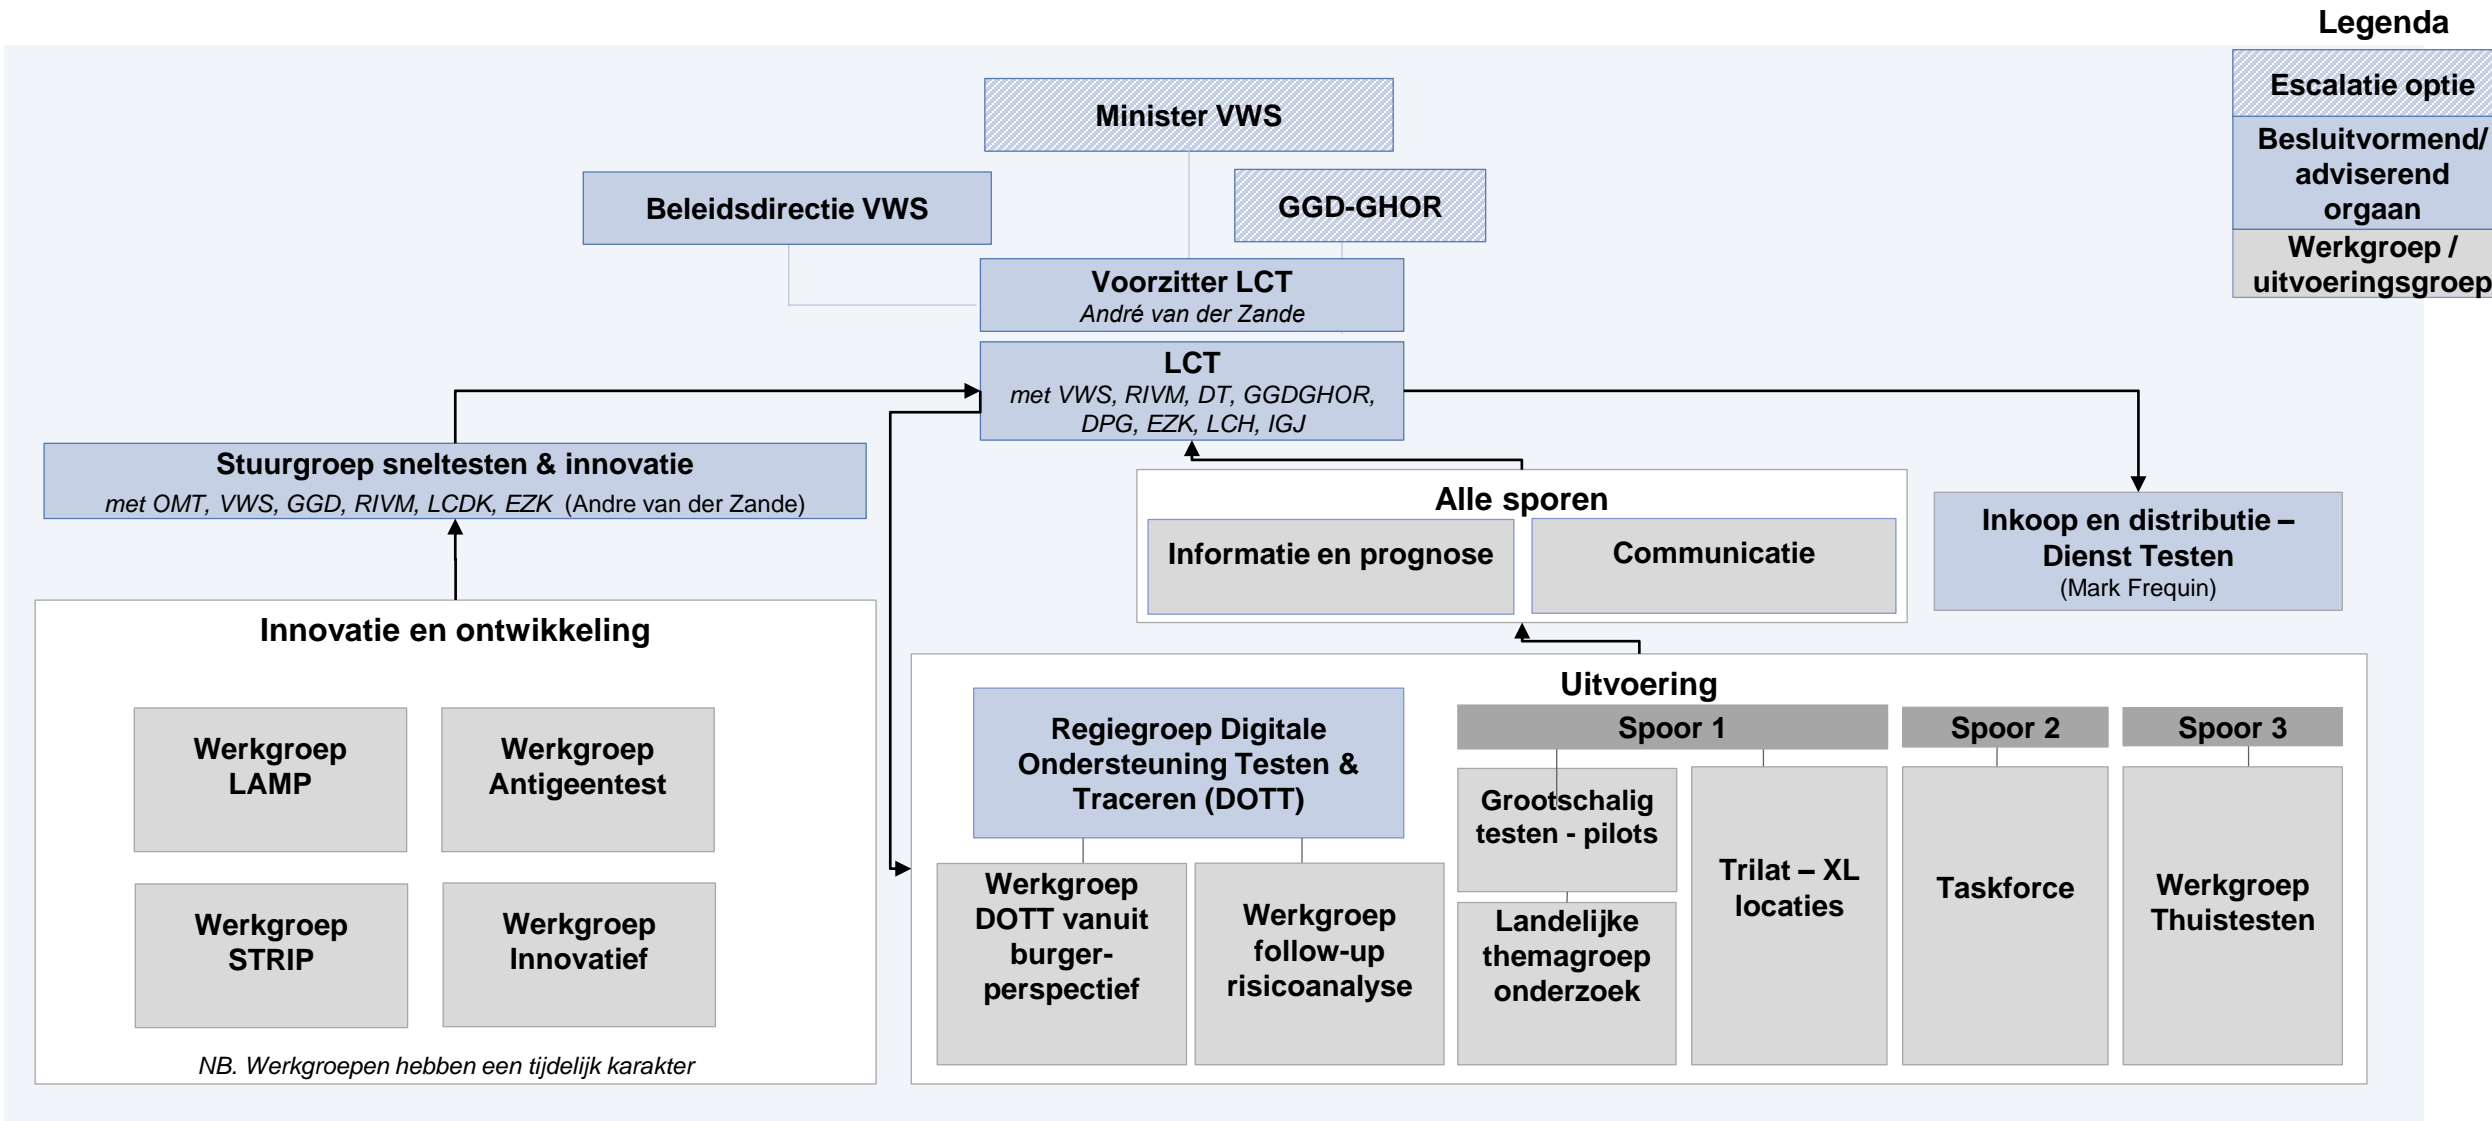 Legenda
Escalatie optie
Besluitvormend/
adviserend
orgaan
Werkgroep /
uitvoeringsgroep
Minister VWS
Beleidsdirectie VWS
GGD-GHOR
Voorzitter LCT
André van der Zande
LCT
met VWS, RIVM, DT, GGDGHOR,
DPG, EZK, LCH, IGJ
Stuurgroep sneltesten & innovatie
met OMT, VWS, GGD, RIVM, LCDK, EZK (Andre van der Zande)
Alle sporen
Informatie en prognose
Communicatie
Inkoop en distributie –
Dienst Testen
(Mark Frequin)
Innovatie en ontwikkeling
Werkgroep
LAMP
Werkgroep
Antigeentest
Werkgroep
STRIP
Werkgroep
Innovatief
NB. Werkgroepen hebben een tijdelijk karakter
Uitvoering
Regiegroep Digitale
Ondersteuning Testen &
Traceren (DOTT)
Werkgroep
DOTT vanuit
burger-
perspectief
Werkgroep
follow-up
risicoanalyse
Spoor 1
Grootschalig
testen - pilots
Landelijke
themagroep
onderzoek
Trilat – XL
locaties
Spoor 2
Taskforce
Spoor 3
Werkgroep
Thuistesten